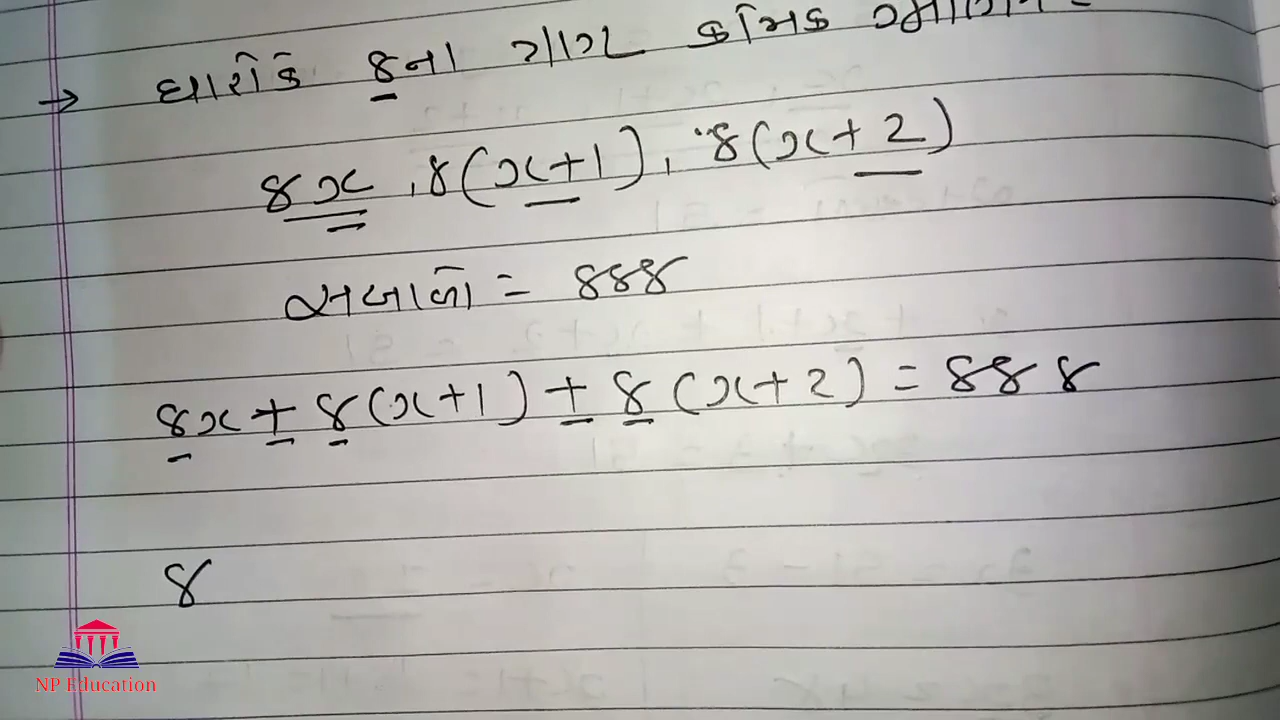 → ધારોકે 8ના ત્રણ ક્રમિક
8x , 8(x+1), 8(x+2)
સરવાળો = 888
8x + 8(x+1) + 8(x+2) = 888
8
NP Education